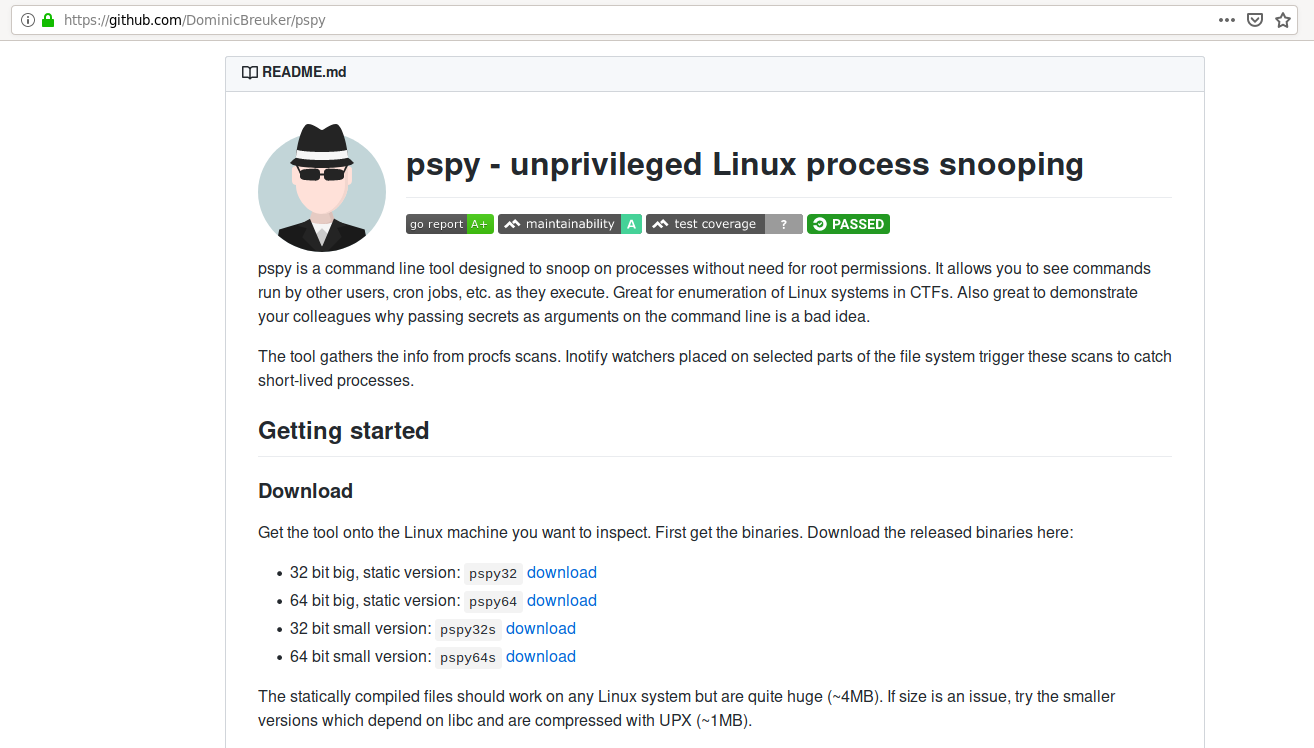 https://github.com/DominicBreuker/pspy
README.md
pspy - unprivileged Linux process snooping
go report A+ maintainability A test coverage ? PASSED
pspy is a command line tool designed to snoop on processes without need for root permissions. It allows you to see commands
run by other users, cron jobs, etc. as they execute. Great for enumeration of Linux systems in CTFs. Also great to demonstrate
your colleagues why passing secrets as arguments on the command line is a bad idea.
The tool gathers the info from procfs scans. Inotify watchers placed on selected parts of the file system trigger these scans to catch
short-lived processes.
Getting started
Download
Get the tool onto the Linux machine you want to inspect. First get the binaries. Download the released binaries here:
• 32 bit big, static version: pspy32 download
• 64 bit big, static version: pspy64 download
• 32 bit small version: pspy32s download
• 64 bit small version: pspy64s download
The statically compiled files should work on any Linux system but are quite huge (~4MB). If size is an issue, try the smaller
versions which depend on libc and are compressed with UPX (~1MB).